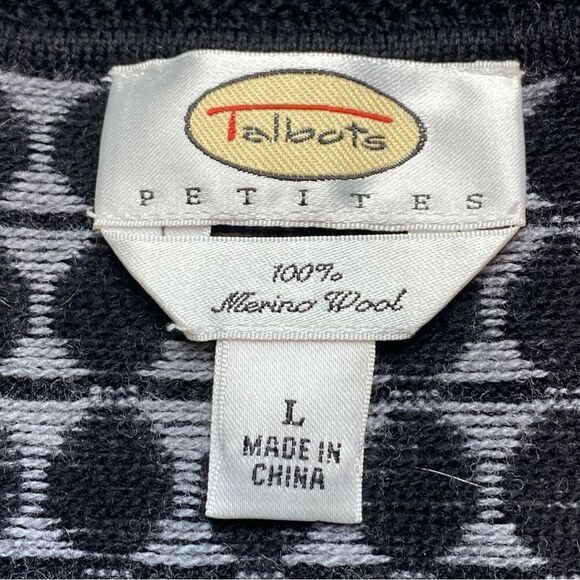 Talbots
PETITES
100%
Merino Wool
L
MADE IN
CHINA